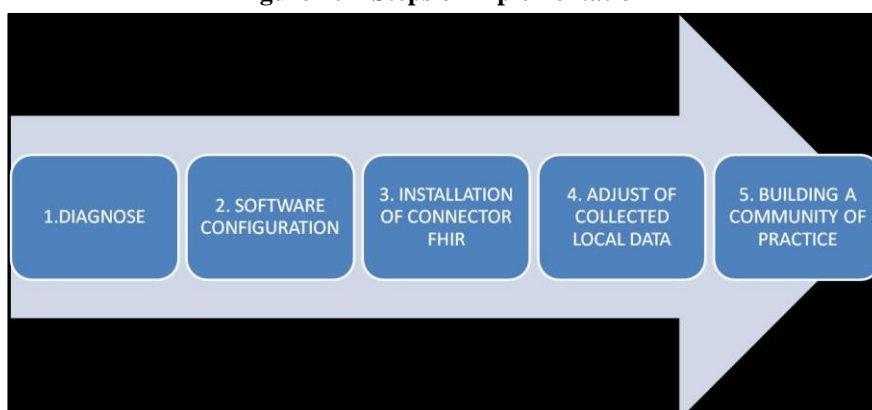 1.DIAGNOSE
2. SOFTWARE
CONFIGURATION
3. INSTALLATION
OF CONNECTOR
FHIR
4. ADJUST OF
COLLECTED
LOCAL DATA
5. BUILDING A
COMMUNITY OF
PRACTICE